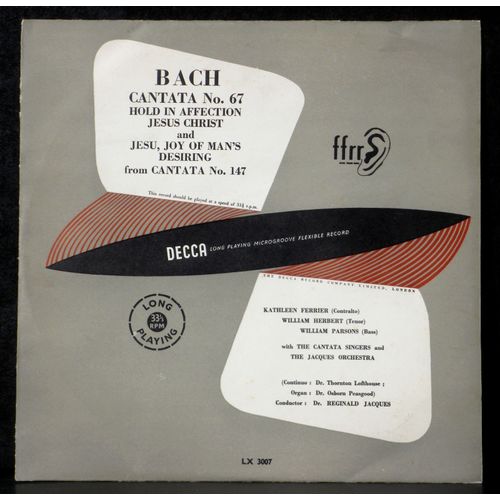 BACH
CANTATA No. 67
HOLD IN AFFECTION
JESUS CHRIST
and
JESU, JOY OF MAN'S
DESIRING
from CANTATA No. 147
This record should be played at a speed of 33⅓ r.p.m.
ffrr
DECCA LONG PLAYING MICROGROOVE FLEXIBLE RECORD
THE DECCA RECORD COMPANY LIMITED, LONDON
LONG
33⅓
RPM
PLAYING
KATHLEEN FERRIER (Contralto)
WILLIAM HERBERT (Tenor)
WILLIAM PARSONS (Bass)
with THE CANTATA SINGERS and
THE JACQUES ORCHESTRA
(Continuo : Dr. Thornton Lofthouse ;
Organ : Dr. Osborn Peasgood)
Conductor : Dr. REGINALD JACQUES
LX 3007